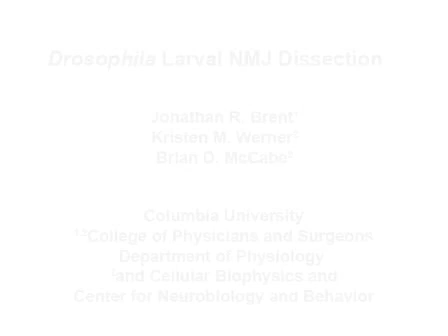 Drosophila Larval NMJ Dissection
Jonathan R. Brent¹
Kristen M. Werner²
Brian D. McCabe³
Columbia University
¹,²College of Physicians and Surgeons
Department of Physiology
³and Cellular Biophysics and
Center for Neurobiology and Behavior